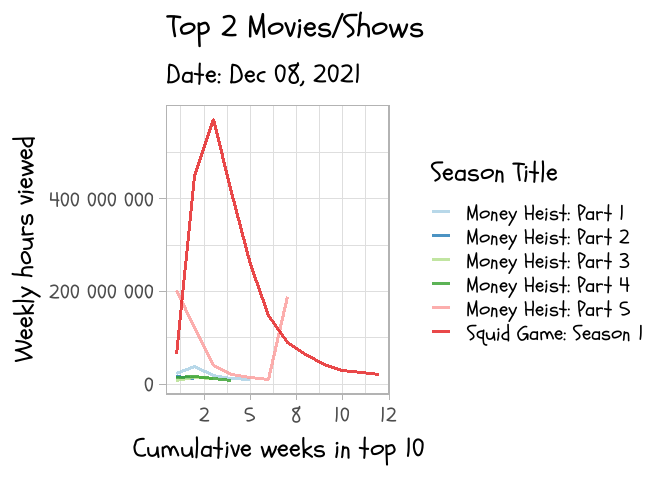 Top 2 Movies/Shows
Date: Dec 08, 2021
Weekly hours viewed
400 000 000
200 000 000
0
2 5 8 10 12
Cumulative weeks in top 10
Season Title
Money Heist: Part 1
Money Heist: Part 2
Money Heist: Part 3
Money Heist: Part 4
Money Heist: Part 5
Squid Game: Season 1